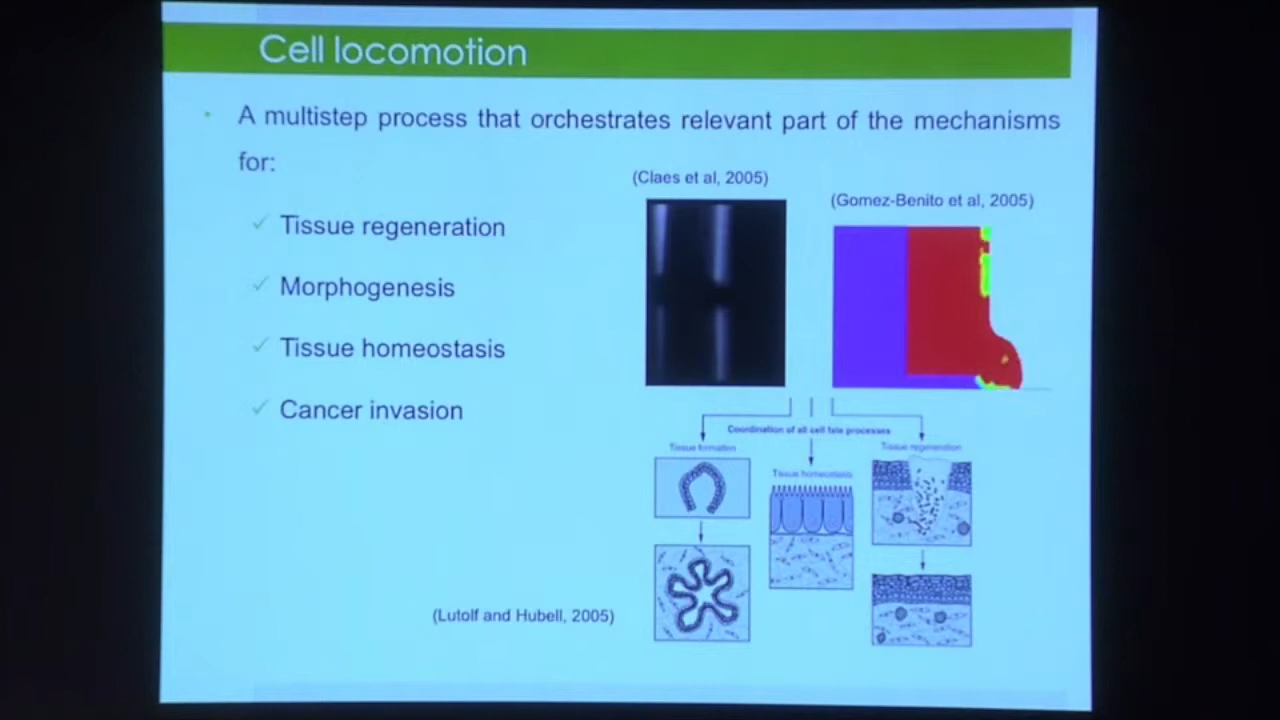 Cell locomotion
A multistep process that orchestrates relevant part of the mechanisms
for:
(Claes et al, 2005)
(Gomez-Benito et al, 2005)
Tissue regeneration
Morphogenesis
Tissue homeostasis
Cancer invasion
Coordination of all cell fate processes
Tissue formation
Tissue homeostasis
Tissue regeneration
(Lutolf and Hubell, 2005)